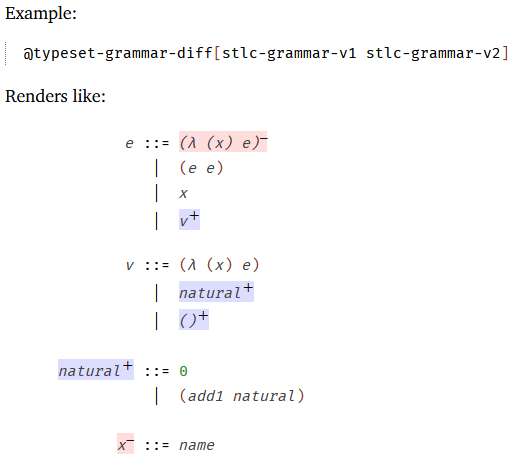 Example:
@typeset-grammar-diff[stlc-grammar-v1 stlc-grammar-v2]
Renders like:
e ::= (λ (x) e)−
| (e e)
| x
| v+
v ::= (λ (x) e)
| natural+
| ()+
natural+ ::= 0
| (add1 natural)
x− ::= name